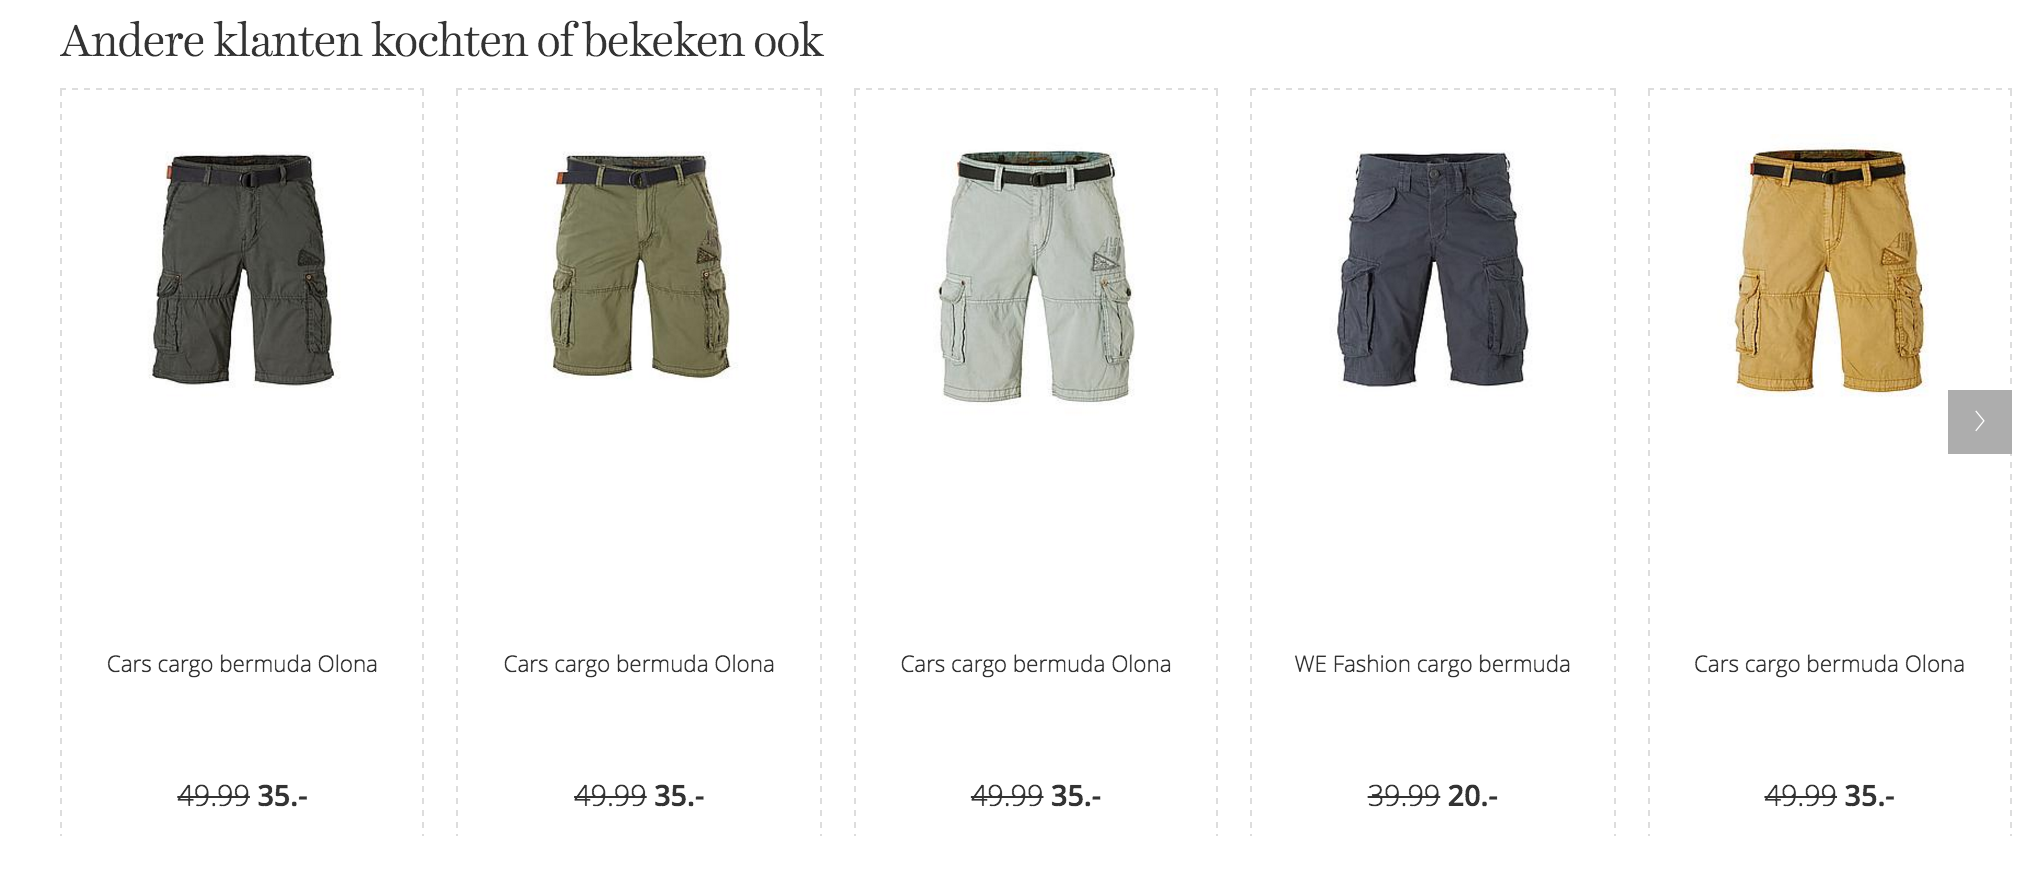 Andere klanten kochten of bekeken ook
Cars cargo bermuda Olona
Cars cargo bermuda Olona
Cars cargo bermuda Olona
WE Fashion cargo bermuda
Cars cargo bermuda Olona
49.99 35.-
49.99 35.-
49.99 35.-
39.99 20.-
49.99 35.-